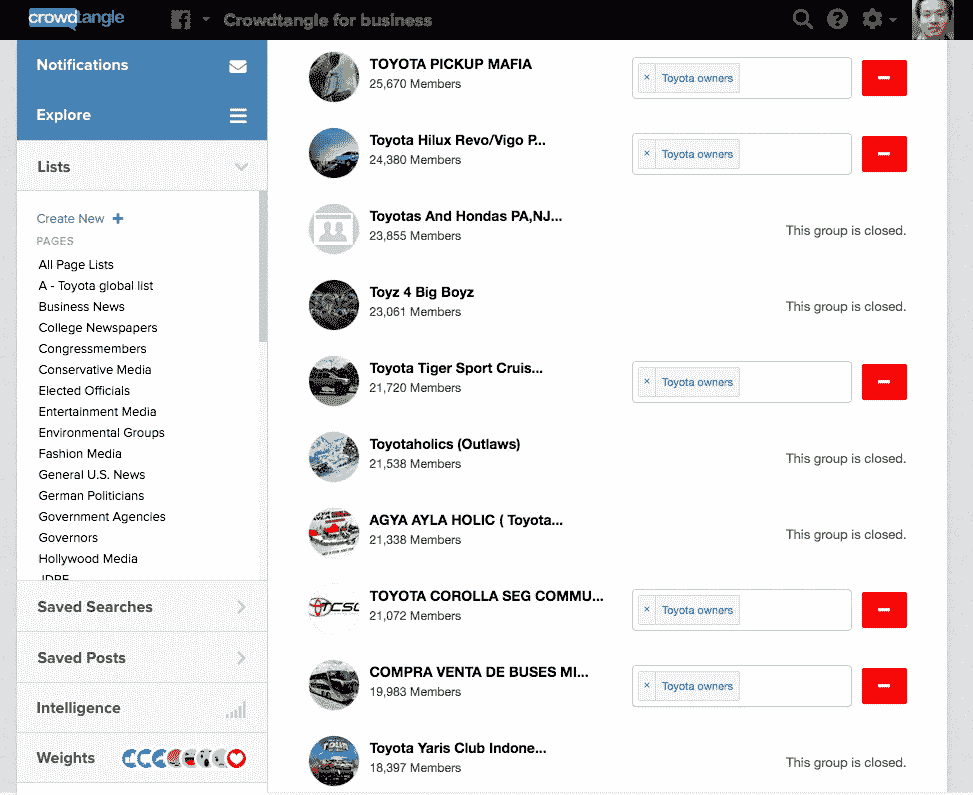 crowdtangle
Crowdtangle for business
Notifications
Explore
Lists
Create New +
PAGES
All Page Lists
A - Toyota global list
Business News
College Newspapers
Congressmembers
Conservative Media
Elected Officials
Entertainment Media
Environmental Groups
Fashion Media
General U.S. News
German Politicians
Government Agencies
Governors
Hollywood Media
Saved Searches
Saved Posts
Intelligence
Weights
TOYOTA PICKUP MAFIA
25,670 Members
× Toyota owners
Toyota Hilux Revo/Vigo P...
24,380 Members
× Toyota owners
Toyotas And Hondas PA,NJ...
23,855 Members
This group is closed.
Toyz 4 Big Boyz
23,061 Members
This group is closed.
Toyota Tiger Sport Cruis...
21,720 Members
× Toyota owners
Toyotaholics (Outlaws)
21,538 Members
This group is closed.
AGYA AYLA HOLIC ( Toyota...
21,338 Members
This group is closed.
TCSC
TOYOTA COROLLA SEG COMMU...
21,072 Members
× Toyota owners
COMPRA VENTA DE BUSES MI...
19,983 Members
× Toyota owners
Toyota Yaris Club Indone...
18,397 Members
This group is closed.